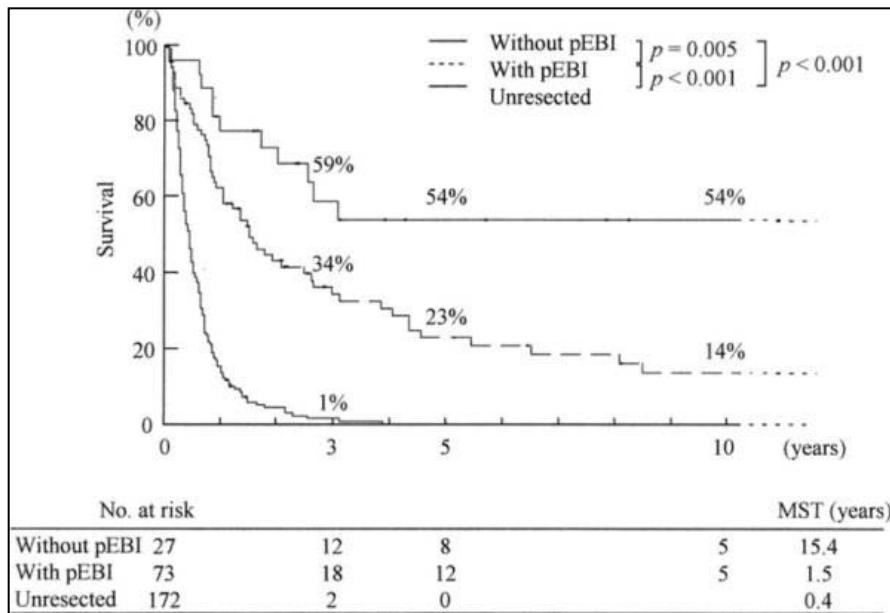 (%)
100
80
60
40
20
0
Survival
Without pEBI
With pEBI
Unresected
p = 0.005
p < 0.001
p < 0.001
59%
54%
54%
34%
23%
14%
1%
0 3 5 10 (years)
No. at risk MST (years)
Without pEBI 27 12 8 5 15.4
With pEBI 73 18 12 5 1.5
Unresected 172 2 0 0.4